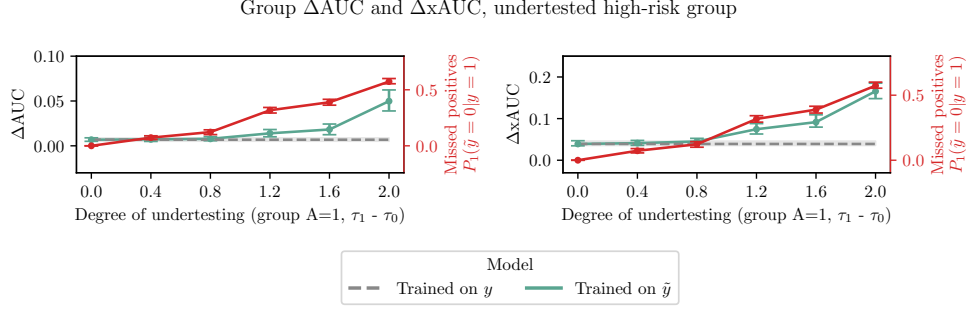 Group ΔAUC and ΔxAUC, undertested high-risk group
ΔAUC
0.10
0.05
0.00
0.5
0.0
Missed positives
P₁(ỹ = 0|y = 1)
0.0 0.4 0.8 1.2 1.6 2.0
Degree of undertesting (group A=1, τ₁ - τ₀)
ΔxAUC
0.2
0.1
0.0
0.5
0.0
Missed positives
P₁(ỹ = 0|y = 1)
0.0 0.4 0.8 1.2 1.6 2.0
Degree of undertesting (group A=1, τ₁ - τ₀)
Model
Trained on y
Trained on ỹ